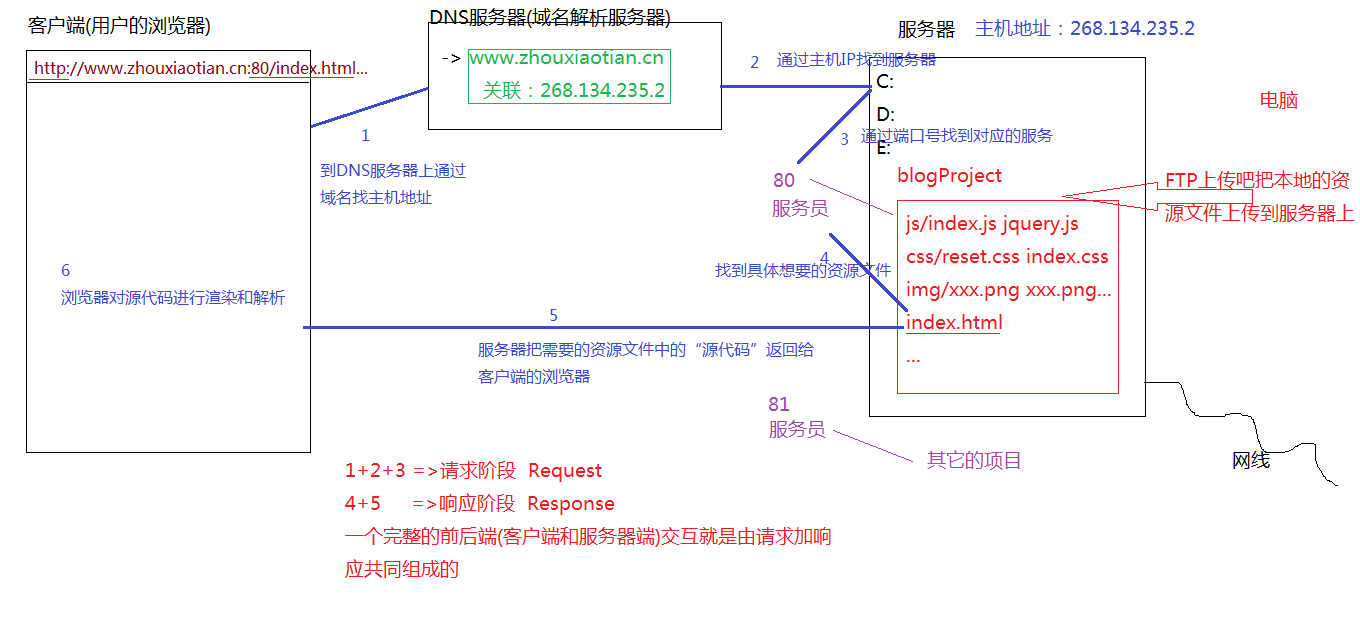 客户端(用户的浏览器)
http://www.zhouxiaotian.cn:80/index.html...
DNS服务器(域名解析服务器)
-> www.zhouxiaotian.cn
关联：268.134.235.2
服务器 主机地址：268.134.235.2
2 通过主机IP找到服务器
C:
D:
3 通过端口号找到对应的服务
E:
电脑
1
到DNS服务器上通过
域名找主机地址
80
服务员
blogProject
FTP上传吧把本地的资
源文件上传到服务器上
js/index.js jquery.js
css/reset.css index.css
img/xxx.png xxx.png...
index.html
...
4
找到具体想要的资源文件
6
浏览器对源代码进行渲染和解析
5
服务器把需要的资源文件中的“源代码”返回给
客户端的浏览器
81
服务员
其它的项目
网线
1+2+3 =>请求阶段 Request
4+5 =>响应阶段 Response
一个完整的前后端(客户端和服务器端)交互就是由请求加响
应共同组成的